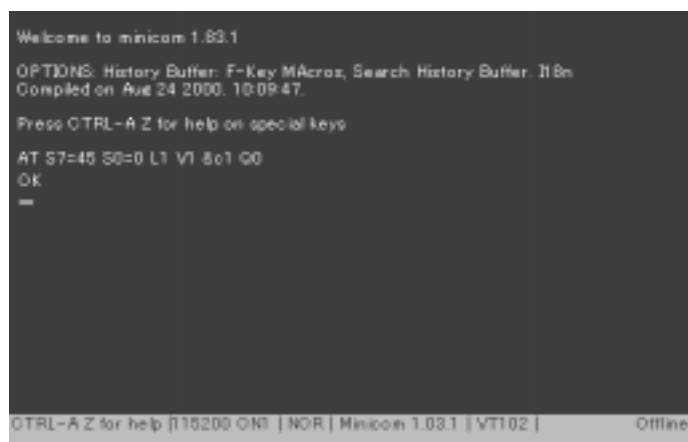 Welcome to minicom 1.83.1
OPTIONS: History Buffer: F-Key MAcros, Search History Buffer. I18n
Compiled on Aug 24 2000. 10:09:47.
Press CTRL-A Z for help on special keys
AT S7=45 S0=0 L1 V1 &c1 Q0
OK
CTRL-A Z for help |115200 ON1 | NOR | Minicom 1.03.1 | VT102 | Offline